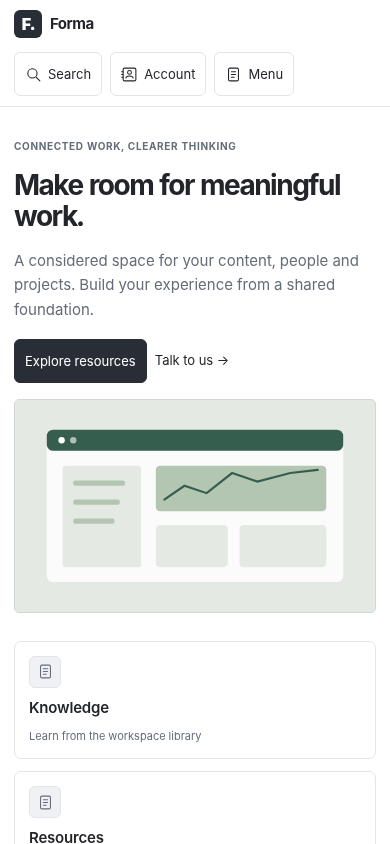 F. Forma
Search Account Menu
CONNECTED WORK, CLEARER THINKING
Make room for meaningful
work.
A considered space for your content, people and
projects. Build your experience from a shared
foundation.
Explore resources Talk to us →
Knowledge
Learn from the workspace library
Resources